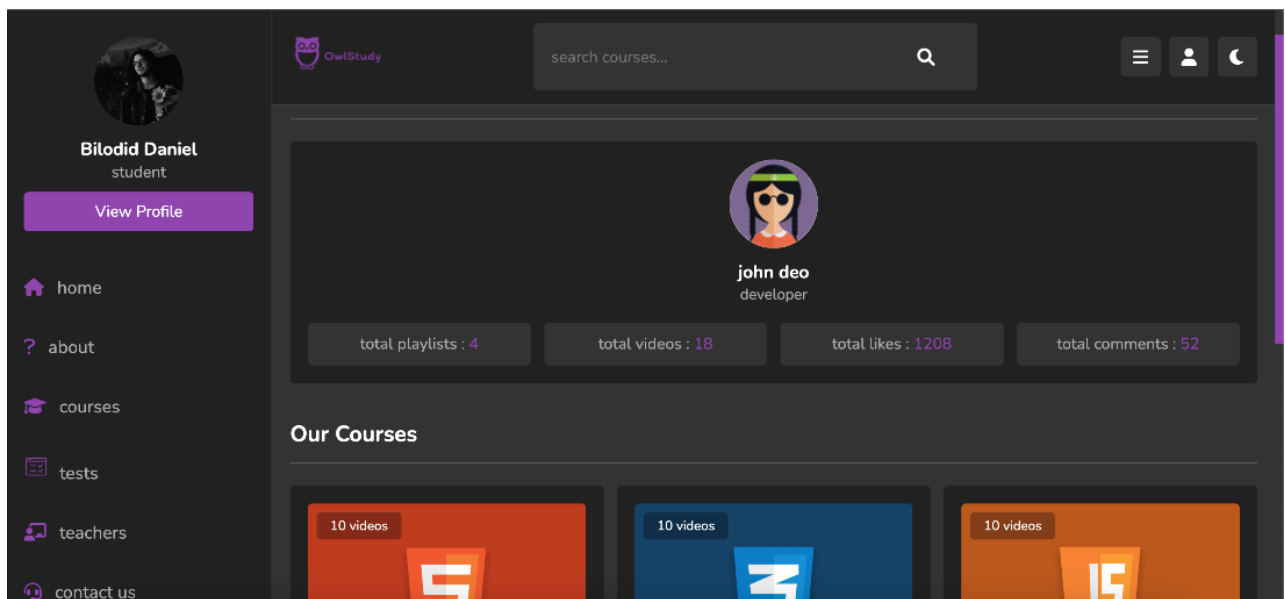 Bilodid Daniel
student
View Profile
home
? about
courses
tests
teachers
contact us
OwlStudy
search courses...
john deo
developer
total playlists : 4
total videos : 18
total likes : 1208
total comments : 52
Our Courses
10 videos
10 videos
10 videos